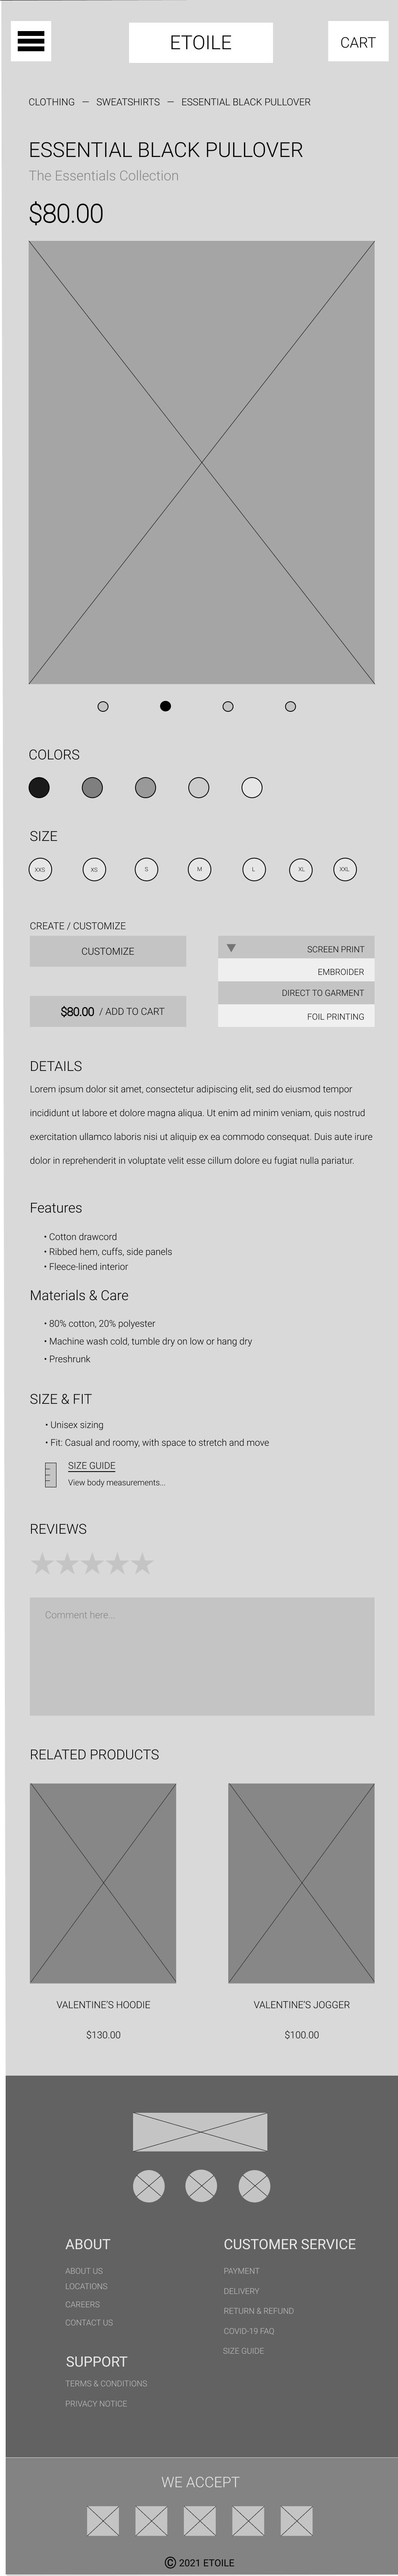 ETOILE
CART
CLOTHING — SWEATSHIRTS — ESSENTIAL BLACK PULLOVER
ESSENTIAL BLACK PULLOVER
The Essentials Collection
$80.00
COLORS
SIZE
XXS XS S M L XL XXL
CREATE / CUSTOMIZE
CUSTOMIZE
$80.00 / ADD TO CART
SCREEN PRINT
EMBROIDER
DIRECT TO GARMENT
FOIL PRINTING
DETAILS
Lorem ipsum dolor sit amet, consectetur adipiscing elit, sed do eiusmod tempor
incididunt ut labore et dolore magna aliqua. Ut enim ad minim veniam, quis nostrud
exercitation ullamco laboris nisi ut aliquip ex ea commodo consequat. Duis aute irure
dolor in reprehenderit in voluptate velit esse cillum dolore eu fugiat nulla pariatur.
Features
• Cotton drawcord
• Ribbed hem, cuffs, side panels
• Fleece-lined interior
Materials & Care
• 80% cotton, 20% polyester
• Machine wash cold, tumble dry on low or hang dry
• Preshrunk
SIZE & FIT
• Unisex sizing
• Fit: Casual and roomy, with space to stretch and move
SIZE GUIDE
View body measurements...
REVIEWS
Comment here...
RELATED PRODUCTS
VALENTINE'S HOODIE
$130.00
VALENTINE'S JOGGER
$100.00
ABOUT
ABOUT US
LOCATIONS
CAREERS
CONTACT US
SUPPORT
TERMS & CONDITIONS
PRIVACY NOTICE
CUSTOMER SERVICE
PAYMENT
DELIVERY
RETURN & REFUND
COVID-19 FAQ
SIZE GUIDE
WE ACCEPT
© 2021 ETOILE